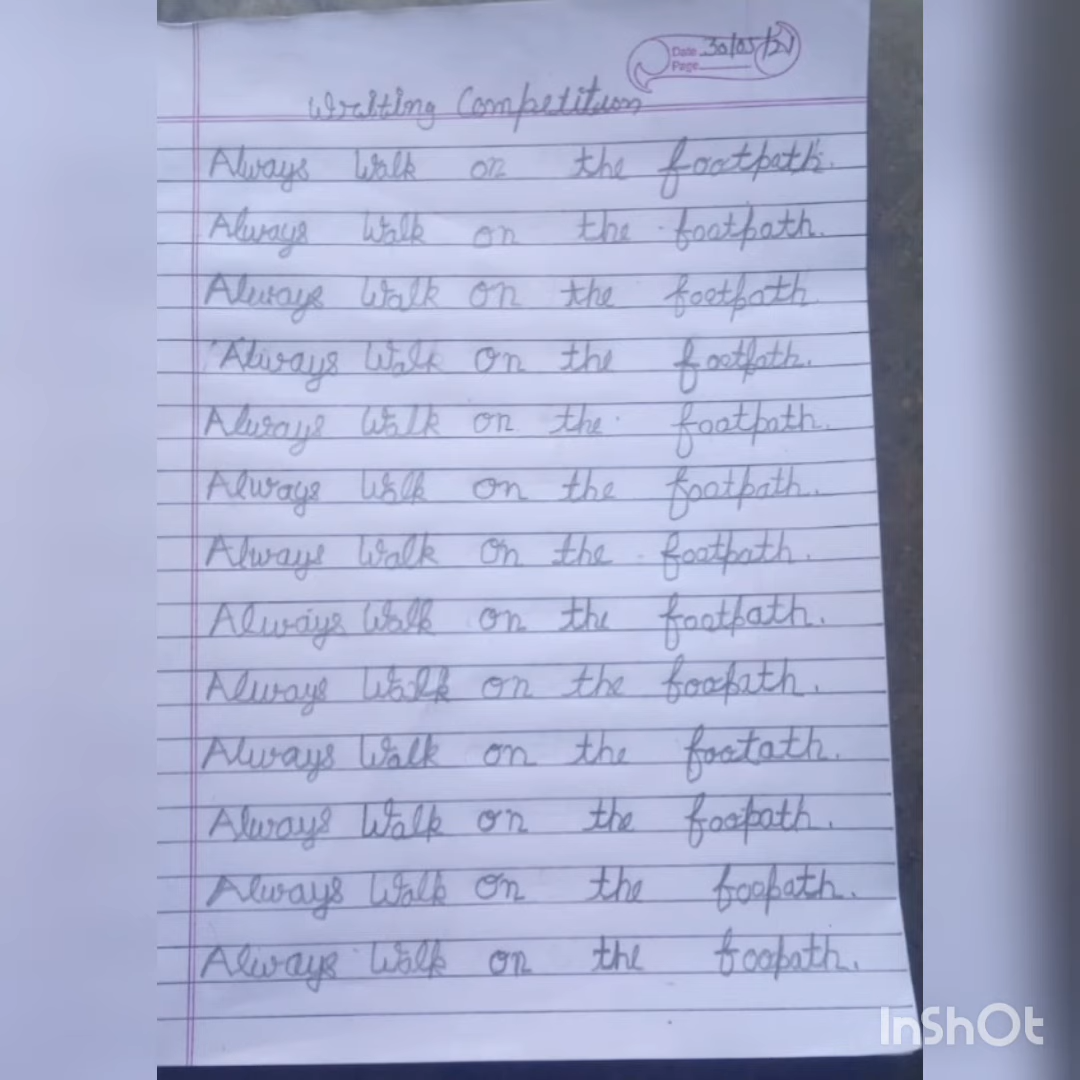 Date 30/05/21
Page
Writing Competition
Always Walk on the footpath.
Always Walk on the footpath.
Always Walk on the footpath
Always Walk on the footpath.
Always Walk on the footpath.
Always Walk on the footpath.
Always Walk on the footpath.
Always Walk on the footpath.
Always Walk on the foopath.
Always Walk on the footath.
Always Walk on the foopath.
Always Walk on the foopath.
Always Walk on the foopath.
InShOt